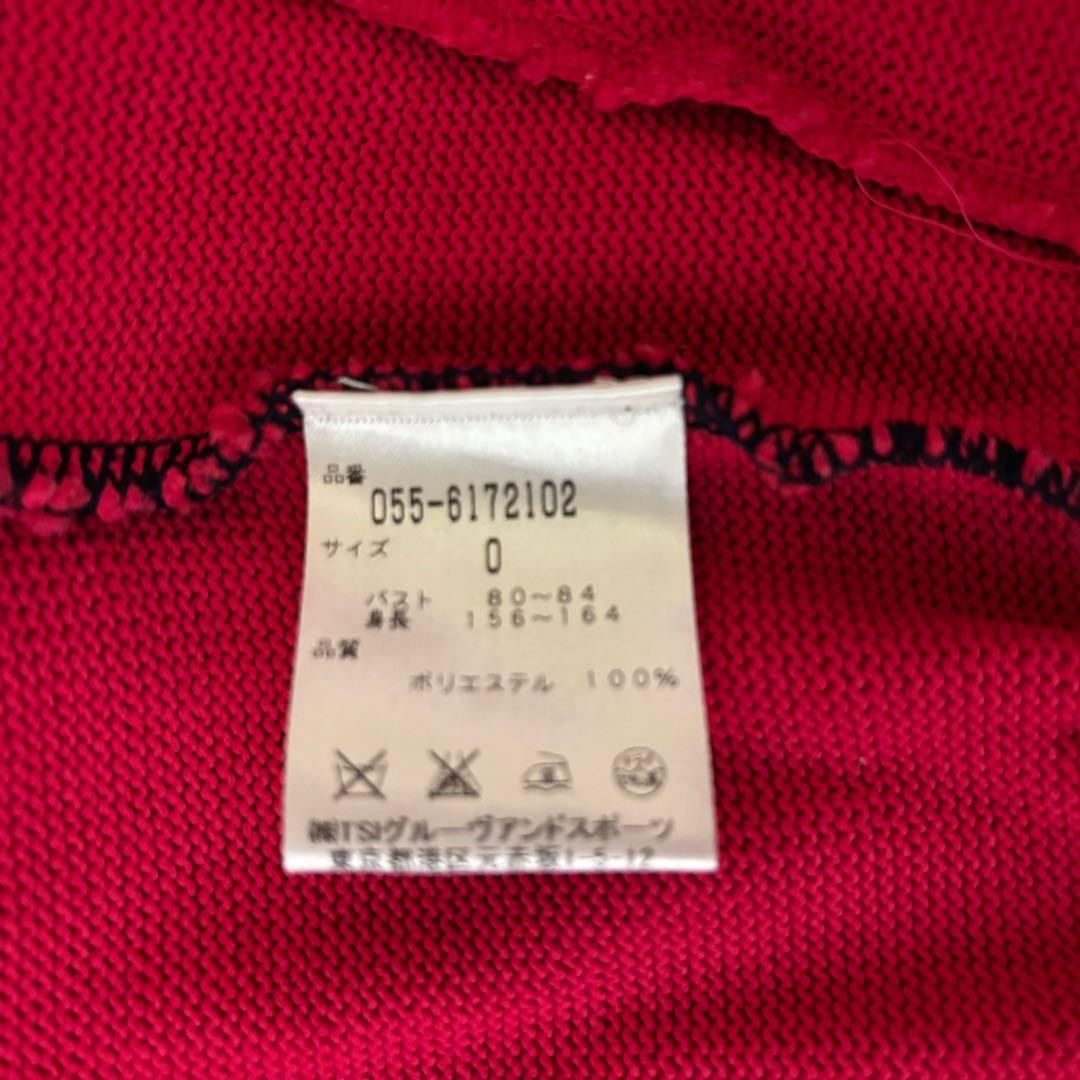 品番
055-6172102
サイズ 0
バスト 80～84
身長 156～164
品質
ポリエステル 100%
㈱TSIグルーヴアンドスポーツ
東京都港区元赤坂1-5-12